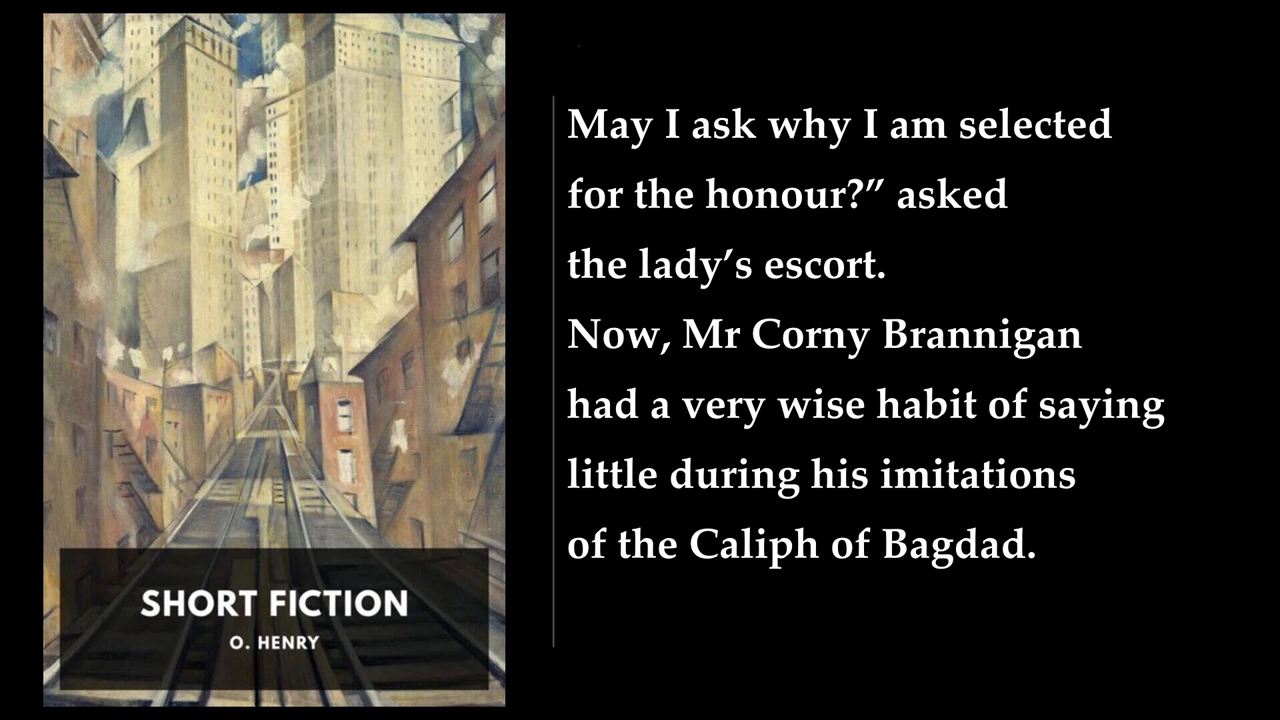 SHORT FICTION
O. HENRY
May I ask why I am selected
for the honour?” asked
the lady’s escort.
Now, Mr Corny Brannigan
had a very wise habit of saying
little during his imitations
of the Caliph of Bagdad.